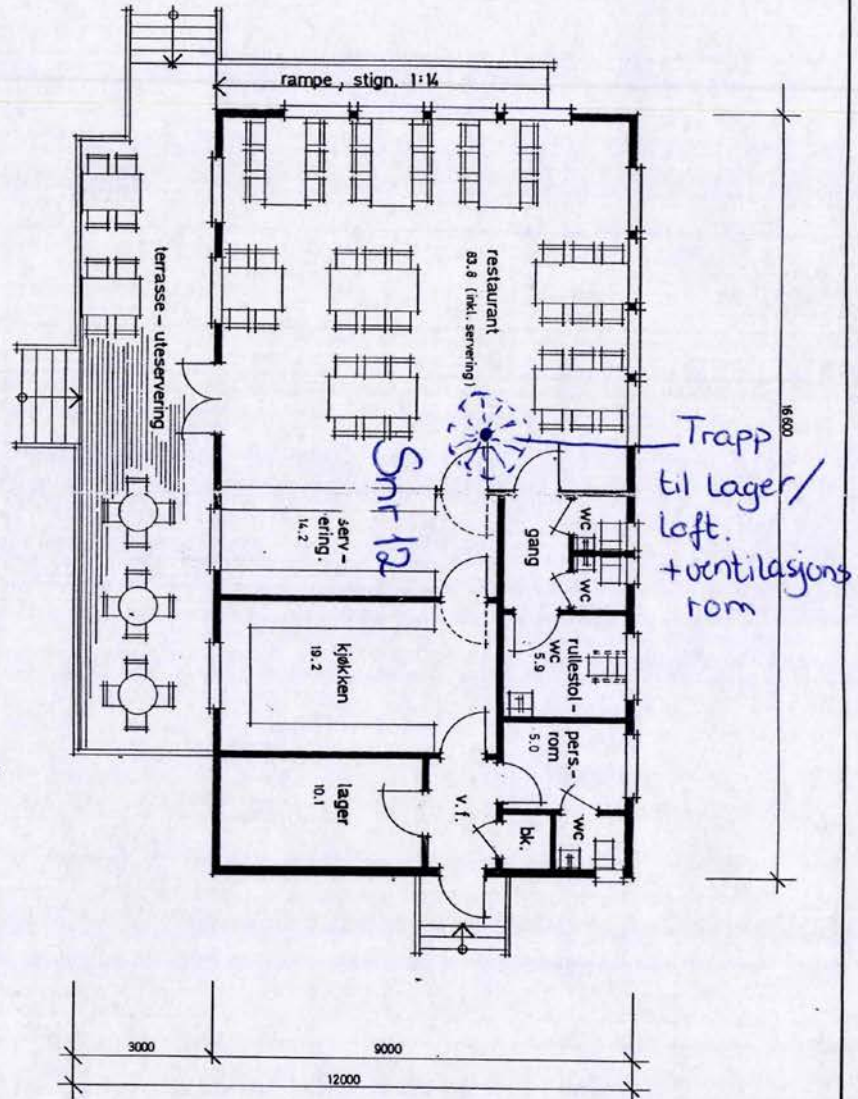 rampe, stign. 1:14
terrasse - uteservering
restaurant
83.8 (inkl. servering)
16 600
Trapp
til Lager/
loft.
+ventilasjons
rom
Snr 12
serv-
ering.
14.2
gang
wc
wc
rullestol-
wc
5.9
kjøkken
19.2
pers.-
rom
5.0
wc
bk.
v.f.
lager
10.1
3000
9000
12000